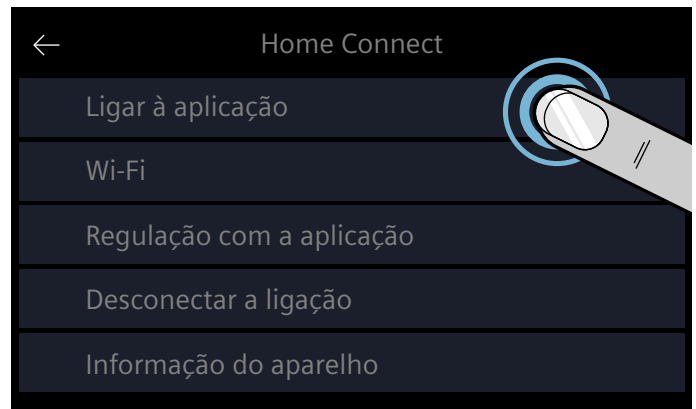 Home Connect
Ligar à aplicação
Wi-Fi
Regulação com a aplicação
Desconectar a ligação
Informação do aparelho